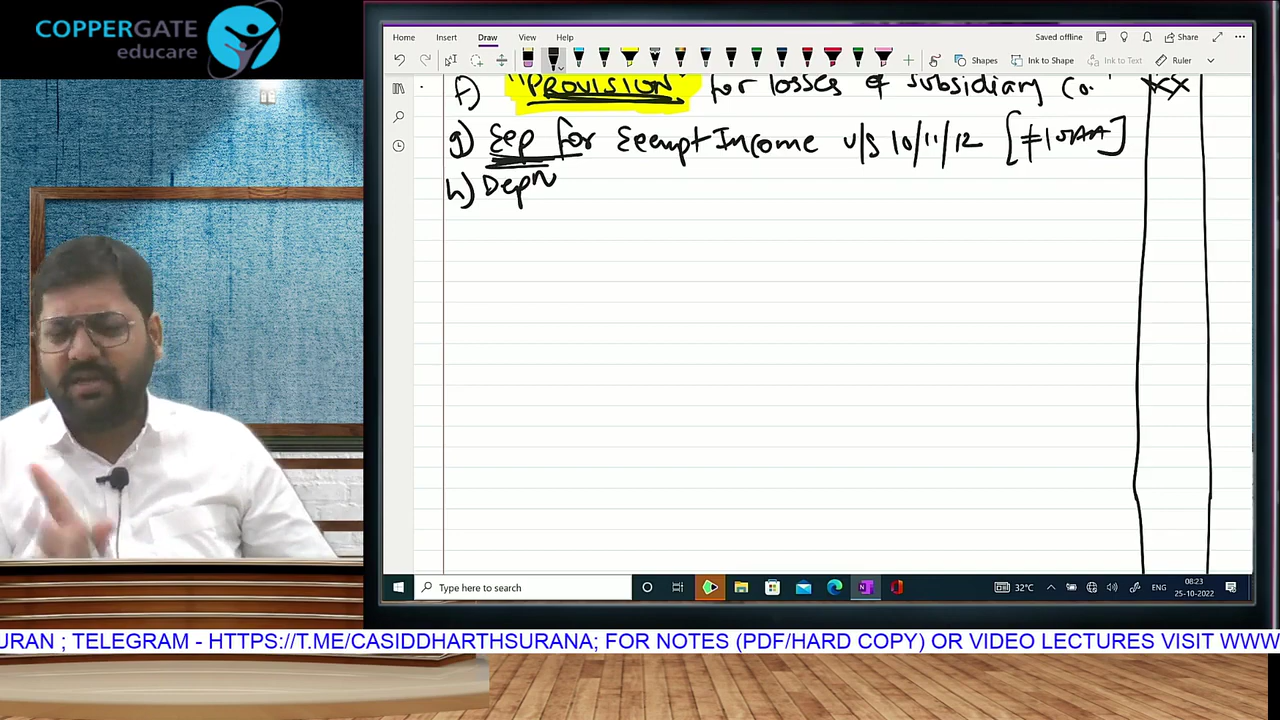 COPPERGATE
educare
Home Insert Draw View Help
Saved offline
Share
Shapes
Ink to Shape
Ink to Text
Ruler
f) "PROVISION" for losses of subsidiary Co. xxx
g) Exp for Exempt Income u/s 10/11/12
h) Depn
Type here to search
32°C
ENG
08:23
25-10-2022
URAN ; TELEGRAM - HTTPS://T.ME/CASIDDHARTHSURANA; FOR NOTES (PDF/HARD COPY) OR VIDEO LECTURES VISIT WWW